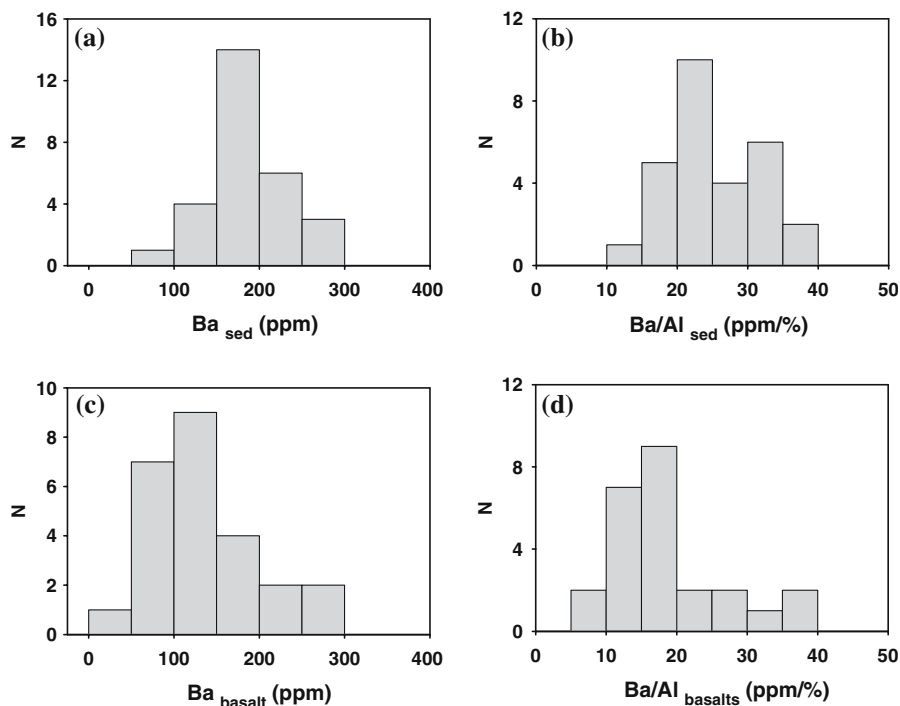 (a)
16
12
8
4
0
N
0 100 200 300 400
Ba sed (ppm)
(b)
12
8
4
0
N
0 10 20 30 40 50
Ba/Al sed (ppm/%)
(c)
10
8
6
4
2
0
N
0 100 200 300 400
Ba basalt (ppm)
(d)
12
8
4
0
N
0 10 20 30 40 50
Ba/Al basalts (ppm/%)